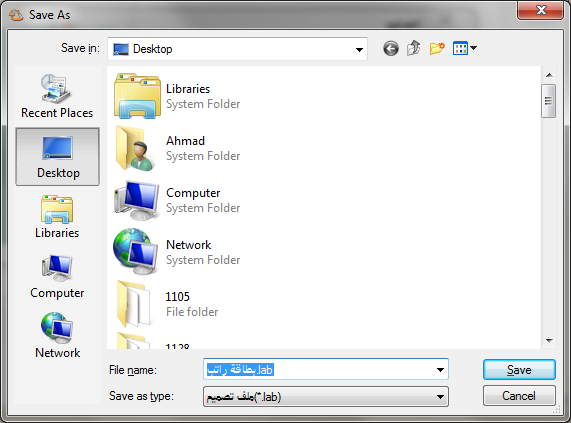 Save As
Save in:
Desktop
Recent Places
Desktop
Libraries
Computer
Network
Libraries
System Folder
Ahmad
System Folder
Computer
System Folder
Network
System Folder
1105
File folder
1128
File name:
بطاقة راتب.lab
Save
Save as type:
ملف تصميم(*.lab)
Cancel